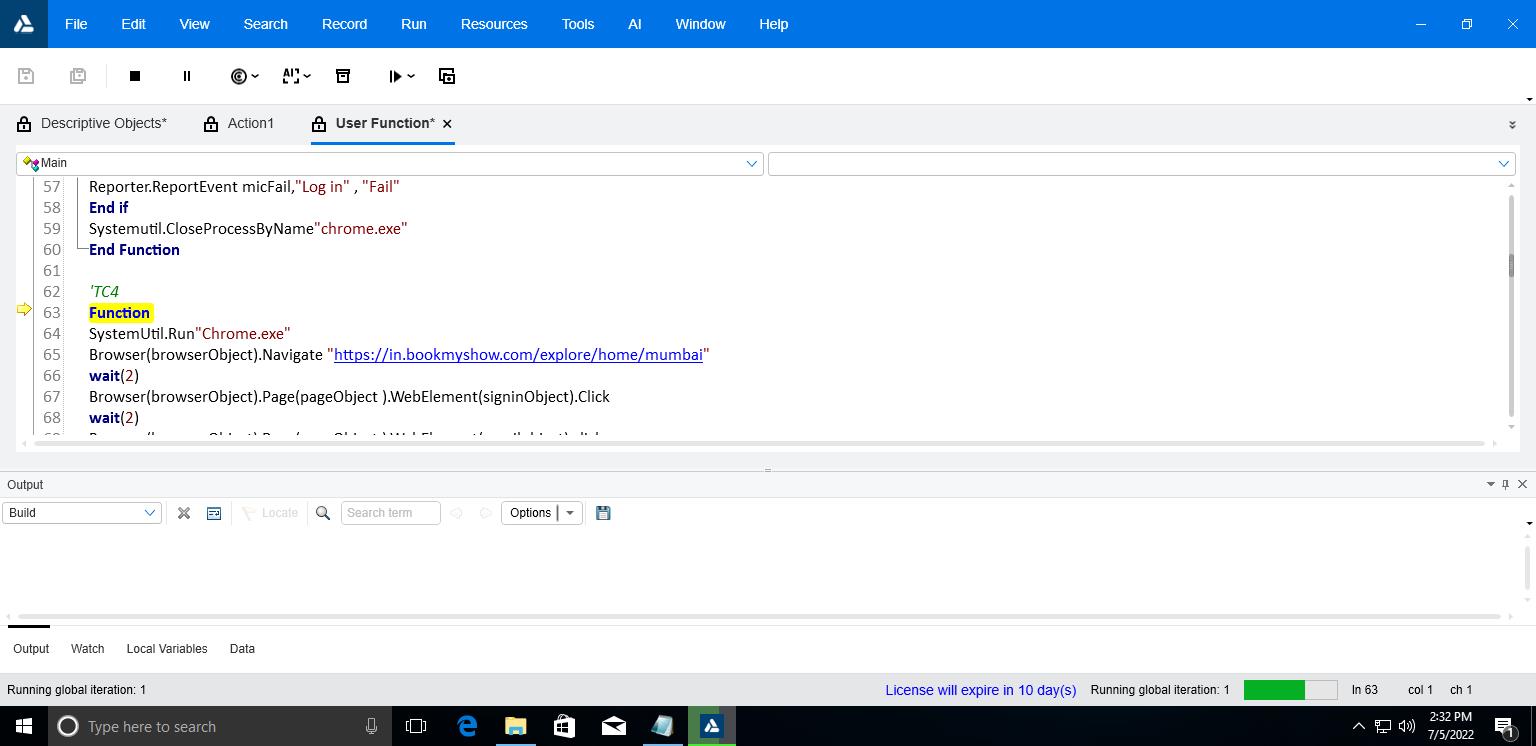 File Edit View Search Record Run Resources Tools AI Window Help
Descriptive Objects* Action1 User Function*
Main
57 Reporter.ReportEvent micFail,"Log in" , "Fail"
58 End if
59 Systemutil.CloseProcessByName"chrome.exe"
60 End Function
61
62 'TC4
63 Function
64 SystemUtil.Run"Chrome.exe"
65 Browser(browserObject).Navigate "https://in.bookmyshow.com/explore/home/mumbai"
66 wait(2)
67 Browser(browserObject).Page(pageObject ).WebElement(signinObject).Click
68 wait(2)
Output
Build Locate Search term Options
Output Watch Local Variables Data
Running global iteration: 1 License will expire in 10 day(s) Running global iteration: 1 ln 63 col 1 ch 1
Type here to search
2:32 PM
7/5/2022
1